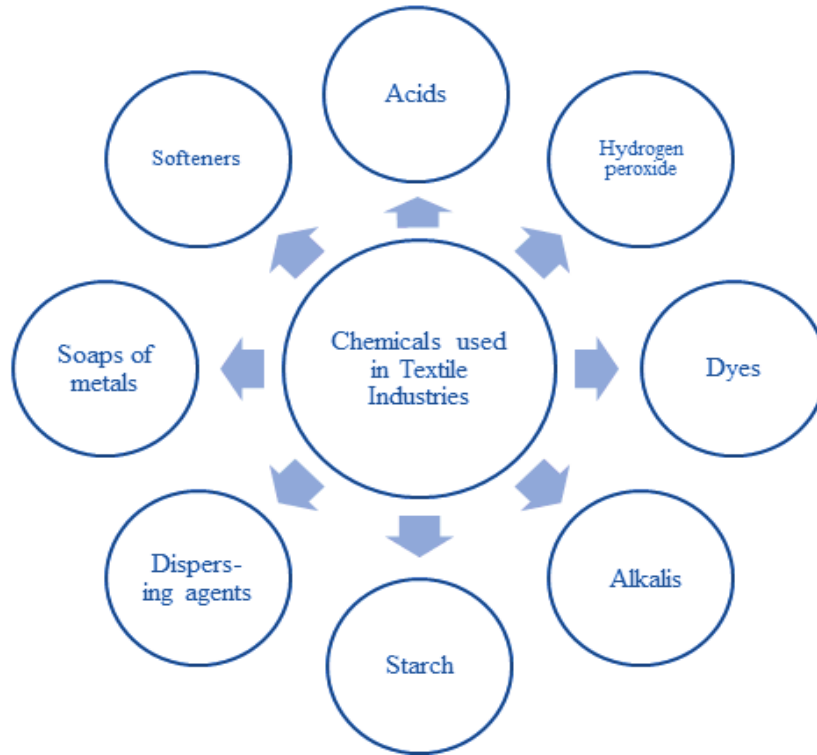 Acids
Hydrogen
peroxide
Dyes
Alkalis
Starch
Dispers-
ing agents
Soaps of
metals
Softeners
Chemicals used
in Textile
Industries